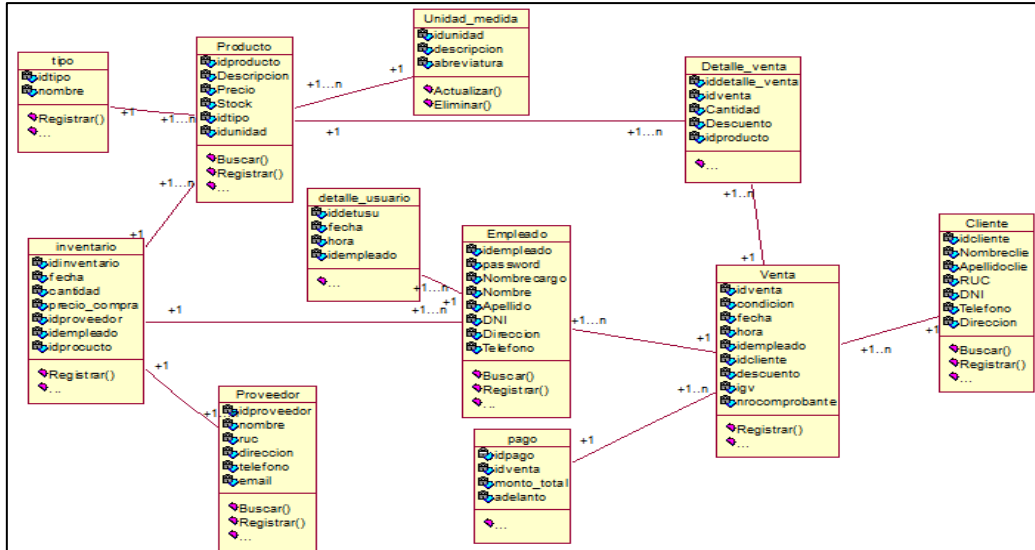 tipo
idtipo
nombre
Registrar()
...
Producto
idproducto
Descripcion
Precio
Stock
idtipo
idunidad
Buscar()
Registrar()
...
Unidad_medida
idunidad
descripcion
abreviatura
Actualizar()
Eliminar()
Detalle_venta
iddetalle_venta
idventa
Cantidad
Descuento
idproducto
...
+1
+1...n
+1...n
+1
+1
+1...n
+1...n
+1
detalle_usuario
iddetusu
fecha
hora
idempleado
...
+1...n
+1
inventario
idinventario
fecha
cantidad
precio_compra
idproveedor
idempleado
idprocucto
Registrar()
...
+1
+1...n
Empleado
idempleado
password
Nombrecargo
Nombre
Apellido
DNI
Direccion
Telefono
Buscar()
Registrar()
...
+1...n
+1
+1...n
+1
Venta
idventa
condicion
fecha
hora
idempleado
idcliente
descuento
igv
nrocomprobante
Registrar()
...
Cliente
idcliente
Nombreclie
Apellidoclie
RUC
DNI
Telefono
Direccion
Buscar()
Registrar()
...
+1
+1...n
+1
Proveedor
idproveedor
nombre
ruc
direccion
telefono
email
Buscar()
Registrar()
...
+1...n
+1
pago
idpago
idventa
monto_total
adelanto
...